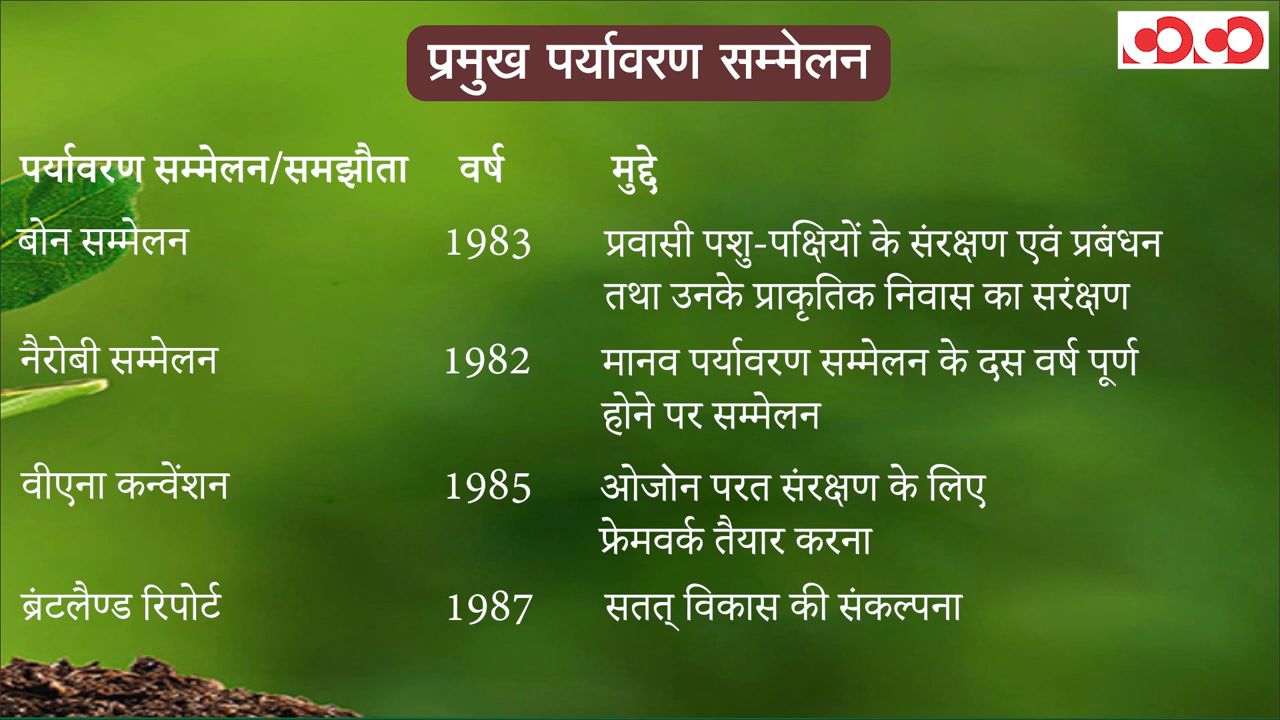 प्रमुख पर्यावरण सम्मेलन
पर्यावरण सम्मेलन/समझौता वर्ष मुद्दे
बोन सम्मेलन 1983 प्रवासी पशु-पक्षियों के संरक्षण एवं प्रबंधन
तथा उनके प्राकृतिक निवास का सरंक्षण
नैरोबी सम्मेलन 1982 मानव पर्यावरण सम्मेलन के दस वर्ष पूर्ण
होने पर सम्मेलन
वीएना कन्वेंशन 1985 ओजोन परत संरक्षण के लिए
फ्रेमवर्क तैयार करना
ब्रंटलैण्ड रिपोर्ट 1987 सतत् विकास की संकल्पना